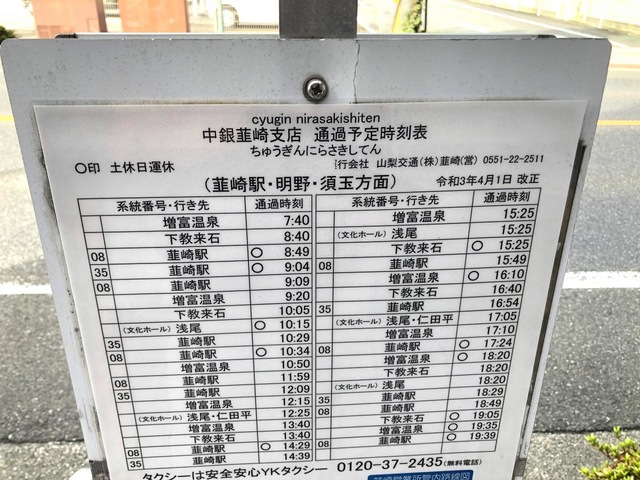 cyugin nirasakishiten
中銀韮崎支店 通過予定時刻表
ちゅうぎんにらさきしてん
〇印 土休日運休
行会社 山梨交通(株)韮崎(営) 0551-22-2511
(韮崎駅・明野・須玉方面)
令和3年4月1日 改正
系統番号・行き先 通過時刻
増富温泉 7:40
下教来石 8:40
08 韮崎駅 〇 8:49
35 韮崎駅 〇 9:04
08 韮崎駅 9:09
増富温泉 9:20
下教来石 10:05
(文化ホール) 浅尾 〇 10:15
35 韮崎駅 10:29
08 韮崎駅 〇 10:34
増富温泉 10:50
08 韮崎駅 11:59
35 韮崎駅 12:09
増富温泉 12:15
(文化ホール) 浅尾・仁田平 12:25
増富温泉 13:40
下教来石 13:40
08 韮崎駅 〇 14:29
35 韮崎駅 14:39
系統番号・行き先 通過時刻
増富温泉 15:25
(文化ホール) 浅尾 15:25
下教来石 〇 15:25
08 韮崎駅 15:49
増富温泉 〇 16:10
下教来石 16:40
35 韮崎駅 16:54
(文化ホール) 浅尾・仁田平 17:05
増富温泉 17:10
08 韮崎駅 〇 17:24
増富温泉 〇 18:20
下教来石 18:20
(文化ホール) 浅尾 18:20
韮崎駅 18:29
08 韮崎駅 18:49
下教来石 〇 19:05
増富温泉 〇 19:35
08 韮崎駅 〇 19:39
タクシーは安全安心YKタクシー 0120-37-2435(無料電話)